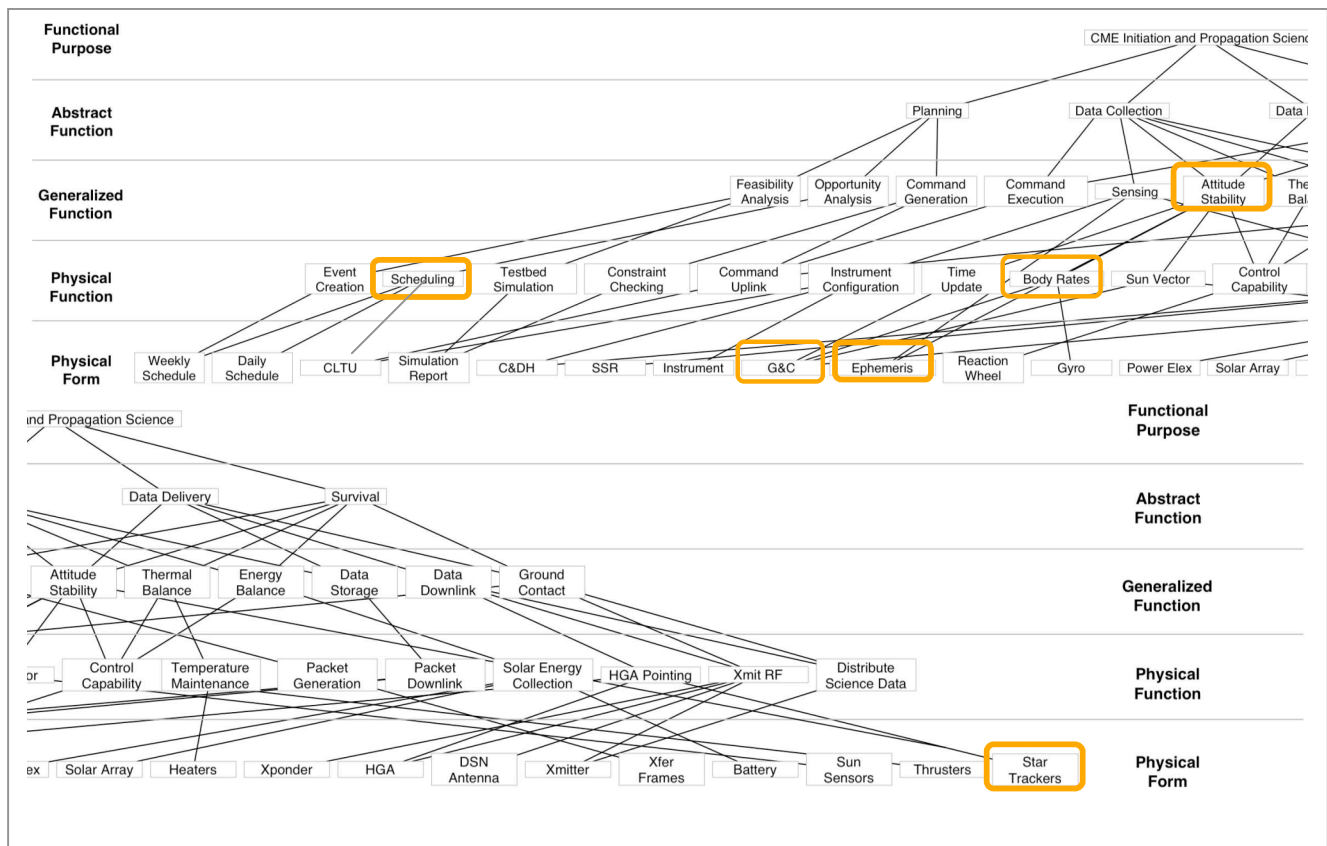 Functional
Purpose
CME Initiation and Propagation Scienc
Abstract
Function
Planning
Data Collection
Data
Generalized
Function
Feasibility
Analysis
Opportunity
Analysis
Command
Generation
Command
Execution
Sensing
Attitude
Stability
The
Bala
Physical
Function
Event
Creation
Scheduling
Testbed
Simulation
Constraint
Checking
Command
Uplink
Instrument
Configuration
Time
Update
Body Rates
Sun Vector
Control
Capability
Physical
Form
Weekly
Schedule
Daily
Schedule
CLTU
Simulation
Report
C&DH
SSR
Instrument
G&C
Ephemeris
Reaction
Wheel
Gyro
Power Elex
Solar Array
nd Propagation Science
Functional
Purpose
Data Delivery
Survival
Abstract
Function
Attitude
Stability
Thermal
Balance
Energy
Balance
Data
Storage
Data
Downlink
Ground
Contact
Generalized
Function
or
Control
Capability
Temperature
Maintenance
Packet
Generation
Packet
Downlink
Solar Energy
Collection
HGA Pointing
Xmit RF
Distribute
Science Data
Physical
Function
ex
Solar Array
Heaters
Xponder
HGA
DSN
Antenna
Xmitter
Xfer
Frames
Battery
Sun
Sensors
Thrusters
Star
Trackers
Physical
Form